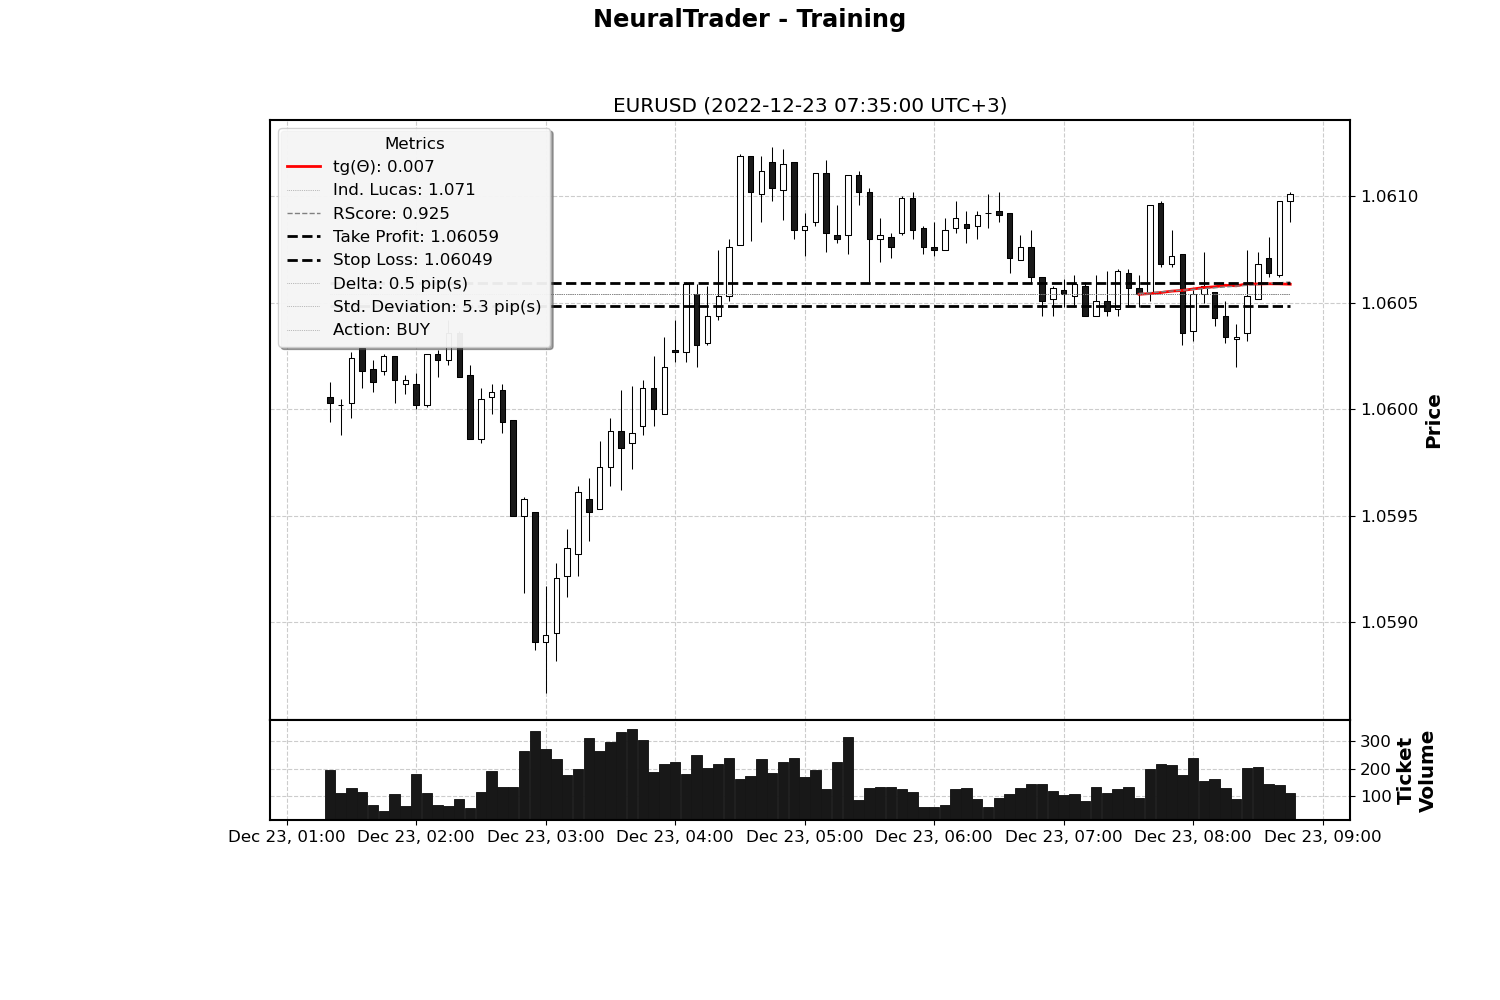 NeuralTrader - Training
EURUSD (2022-12-23 07:35:00 UTC+3)
Metrics
tg(Θ): 0.007
Ind. Lucas: 1.071
RScore: 0.925
Take Profit: 1.06059
Stop Loss: 1.06049
Delta: 0.5 pip(s)
Std. Deviation: 5.3 pip(s)
Action: BUY
1.0610
1.0605
1.0600
1.0595
1.0590
Price
300
200
100
Ticket
Volume
Dec 23, 01:00 Dec 23, 02:00 Dec 23, 03:00 Dec 23, 04:00 Dec 23, 05:00 Dec 23, 06:00 Dec 23, 07:00 Dec 23, 08:00 Dec 23, 09:00